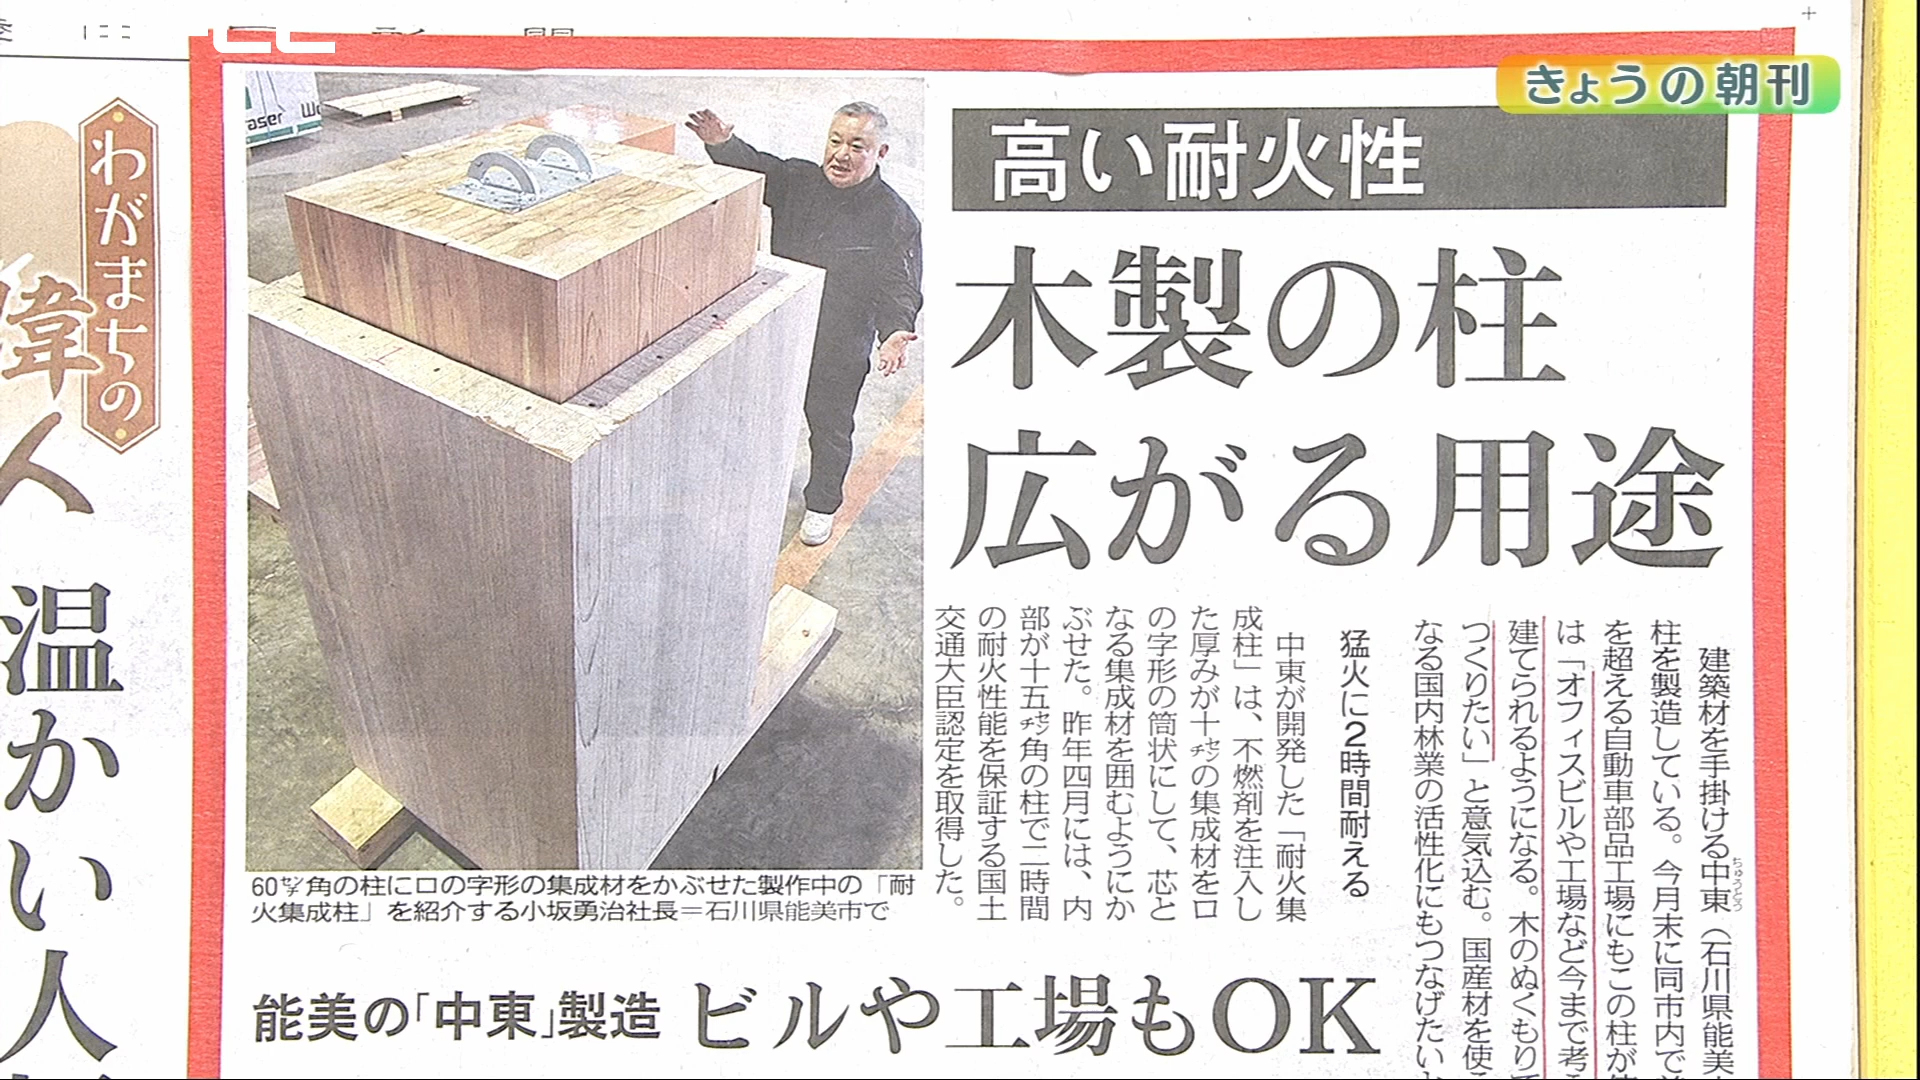 きょうの朝刊
高い耐火性
木製の柱
広がる用途
建築材を手掛ける中東（石川県能美
ちゅうとう
柱を製造している。今月末に同市内で
を超える自動車部品工場にもこの柱が
は「オフィスビルや工場など今まで考
建てられるようになる。木のぬくもり
つくりたい」と意気込む。国産材を使
なる国内林業の活性化にもつなげたい
猛火に2時間耐える
中東が開発した「耐火集
成柱」は、不燃剤を注入し
た厚みが十㌢の集成材をロ
の字形の筒状にして、芯と
なる集成材を囲むようにか
ぶせた。昨年四月には、内
部が十五㌢角の柱で二時間
の耐火性能を保証する国土
交通大臣認定を取得した。
60㌢角の柱にロの字形の集成材をかぶせた製作中の「耐
火集成柱」を紹介する小坂勇治社長＝石川県能美市で
能美の「中東」製造 ビルや工場もOK
わがまちの
偉人
温かい人
aser